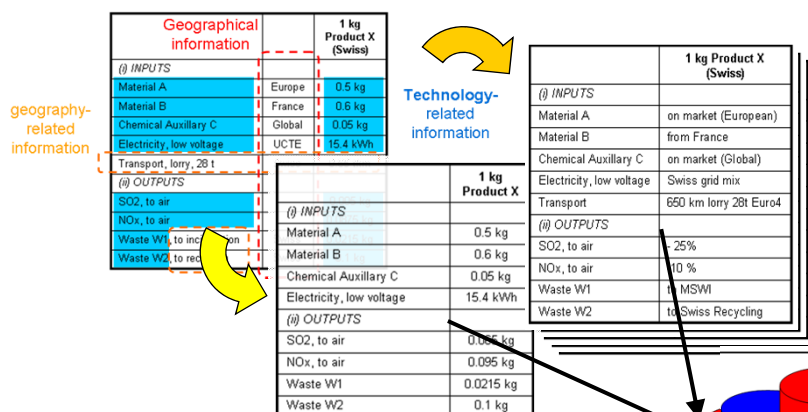 Geographical
information
1 kg
Product X
(Swiss)
(i) INPUTS
Material A Europe 0.5 kg
Material B France 0.6 kg
Chemical Auxillary C Global 0.05 kg
Electricity, low voltage UCTE 15.4 kWh
Transport, lorry, 28 t
(ii) OUTPUTS
SO2, to air
NOx, to air
Waste W1, to
Waste W2, to
geography-
related
information
Technology-
related
information
1 kg
Product X
(i) INPUTS
Material A 0.5 kg
Material B 0.6 kg
Chemical Auxillary C 0.05 kg
Electricity, low voltage 15.4 kWh
(ii) OUTPUTS
SO2, to air
NOx, to air 0.095 kg
Waste W1 0.0215 kg
Waste W2 0.1 kg
1 kg Product X
(Swiss)
(i) INPUTS
Material A on market (European)
Material B from France
Chemical Auxillary C on market (Global)
Electricity, low voltage Swiss grid mix
Transport 650 km lorry 28t Euro4
(ii) OUTPUTS
SO2, to air - 25%
NOx, to air 10 %
Waste W1 to MSWI
Waste W2 to Swiss Recycling